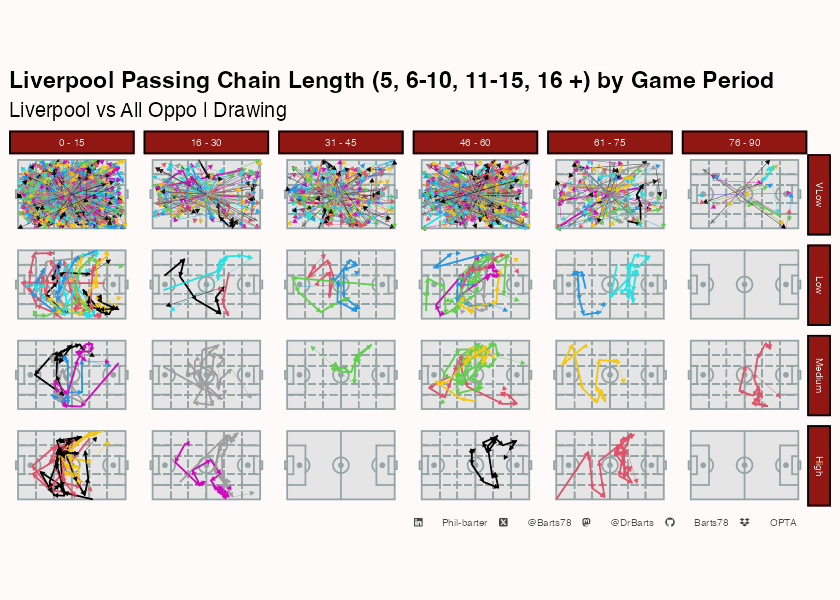 Liverpool Passing Chain Length (5, 6-10, 11-15, 16 +) by Game Period
Liverpool vs All Oppo I Drawing
0 - 15
16 - 30
31 - 45
46 - 60
61 - 75
76 - 90
VLow
Low
Medium
High
Phil-barter @Barts78 @DrBarts Barts78 OPTA